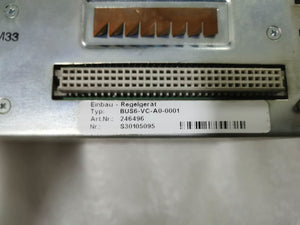 M33
Einbau - Regelgerät
Typ: BUS6-VC-A0-0001
Art.Nr.: 246496
Nr.: S30105095